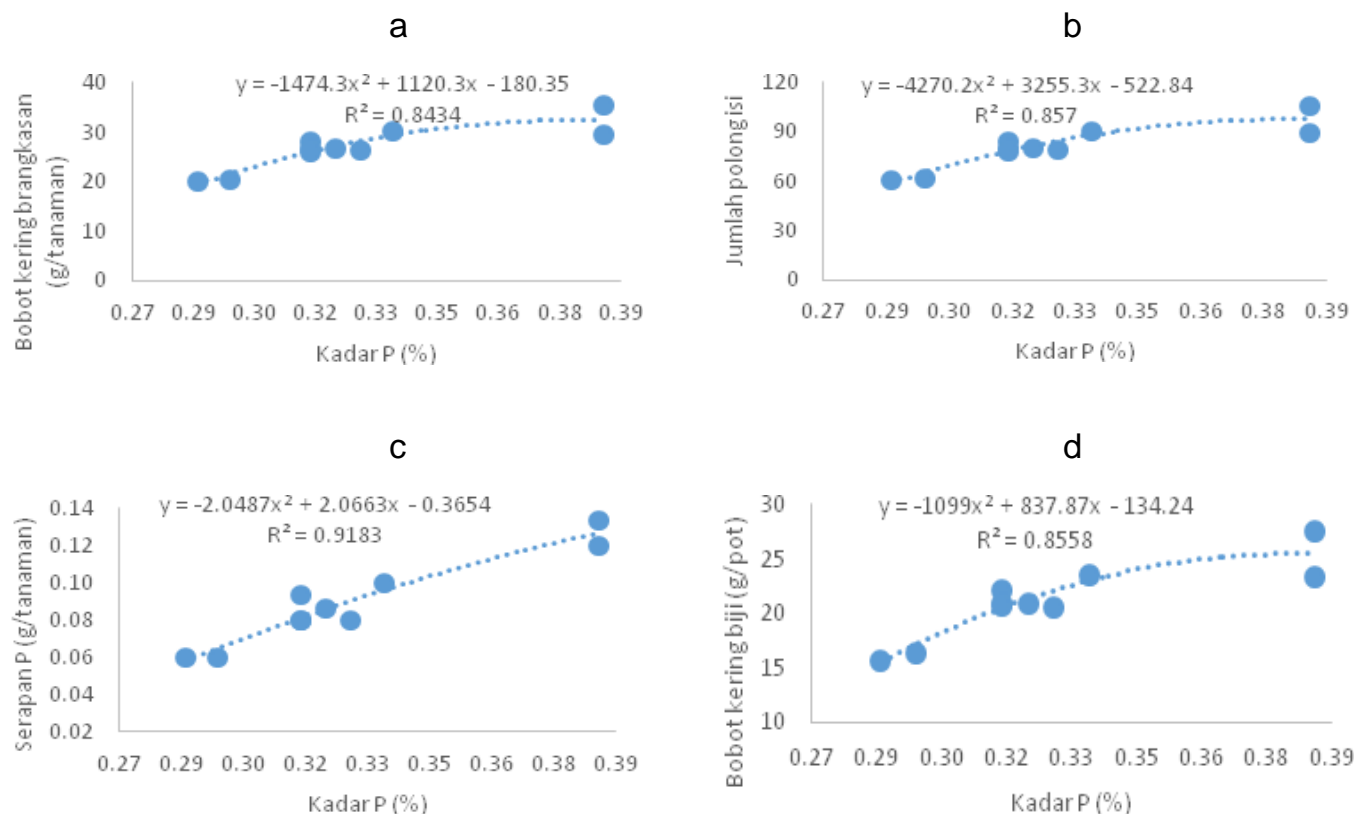 a
y = -1474.3x² + 1120.3x - 180.35
R² = 0.8434
Bobot kering brangkasan
(g/tanaman)
40
30
20
10
0
0.27 0.29 0.30 0.32 0.33 0.35 0.36 0.38 0.39
Kadar P (%)
b
y = -4270.2x² + 3255.3x - 522.84
R² = 0.857
Jumlah polongisi
120
90
60
30
0
0.27 0.29 0.30 0.32 0.33 0.35 0.36 0.38 0.39
Kadar P (%)
c
y = -2.0487x² + 2.0663x - 0.3654
R² = 0.9183
Serapan P (g/tanaman)
0.14
0.12
0.10
0.08
0.06
0.04
0.02
0.27 0.29 0.30 0.32 0.33 0.35 0.36 0.38 0.39
Kadar P (%)
d
y = -1099x² + 837.87x - 134.24
R² = 0.8558
Bobot kering biji (g/pot)
30
25
20
15
10
0.27 0.29 0.30 0.32 0.33 0.35 0.36 0.38 0.39
Kadar P (%)